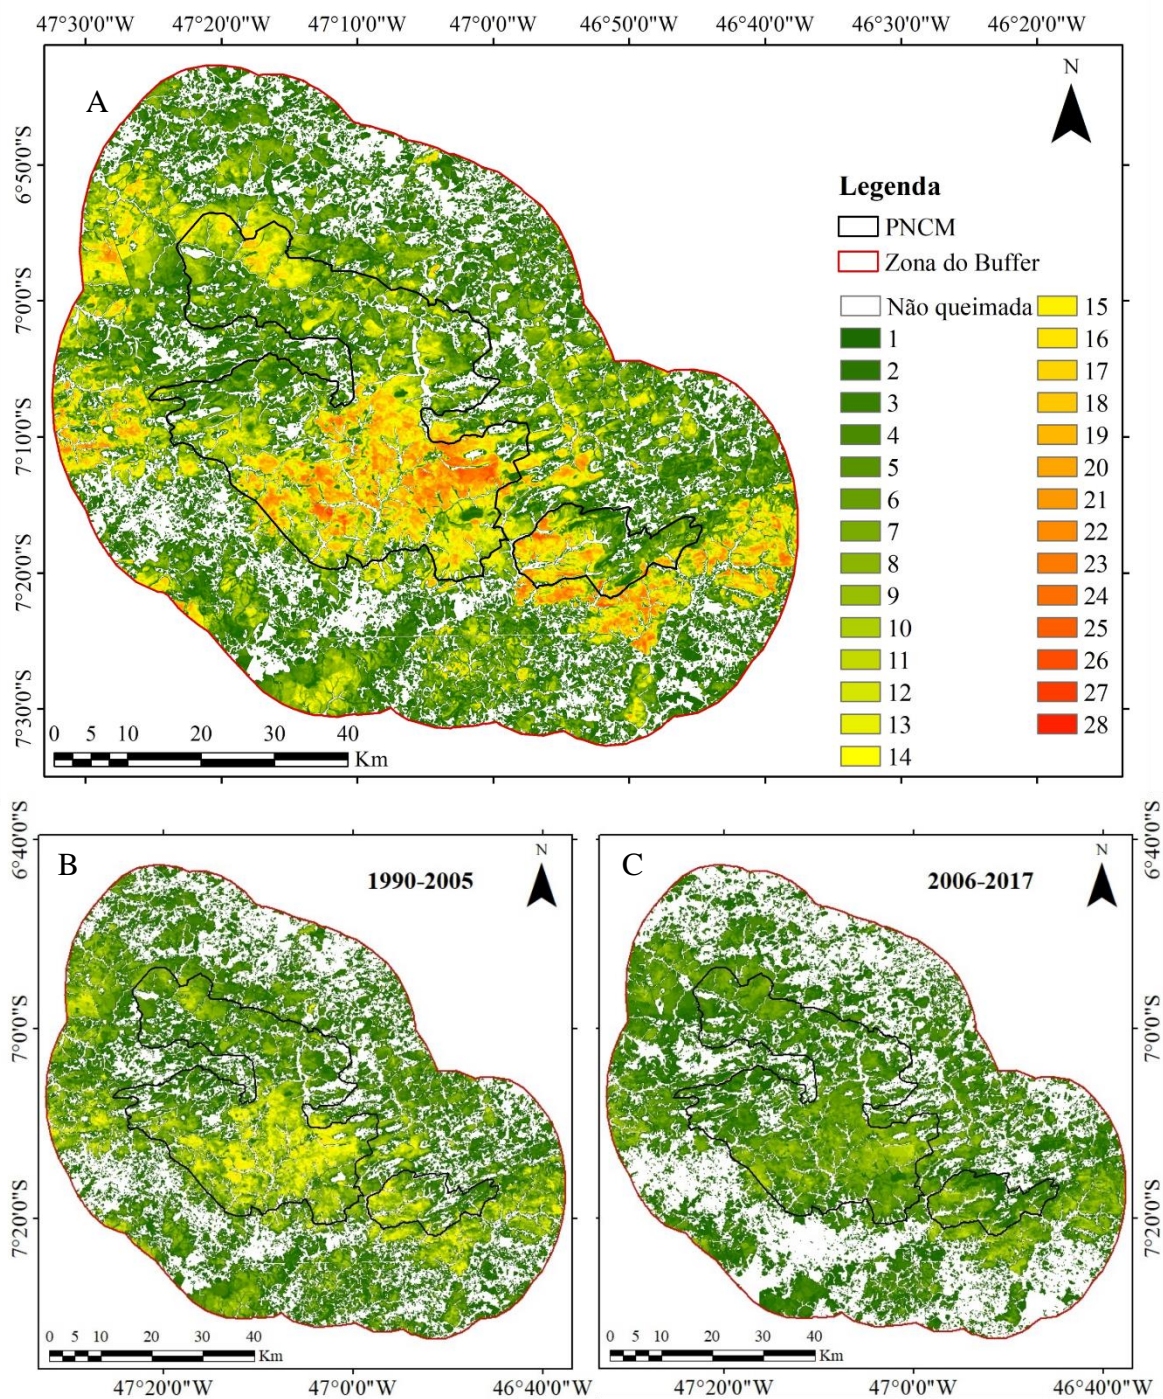 47°30'0"W 47°20'0"W 47°10'0"W 47°0'0"W 46°50'0"W 46°40'0"W 46°30'0"W 46°20'0"W
A
N
6°50'0"S
7°0'0"S
7°10'0"S
7°20'0"S
7°30'0"S
Legenda
PNCM
Zona do Buffer
Não queimada
1
2
3
4
5
6
7
8
9
10
11
12
13
14
15
16
17
18
19
20
21
22
23
24
25
26
27
28
0 5 10 20 30 40
Km
B
1990-2005
N
6°40'0"S
7°0'0"S
7°20'0"S
0 5 10 20 30 40
Km
47°20'0"W 47°0'0"W 46°40'0"W
C
2006-2017
N
6°40'0"S
7°0'0"S
7°20'0"S
0 5 10 20 30 40
Km
47°20'0"W 47°0'0"W 46°40'0"W